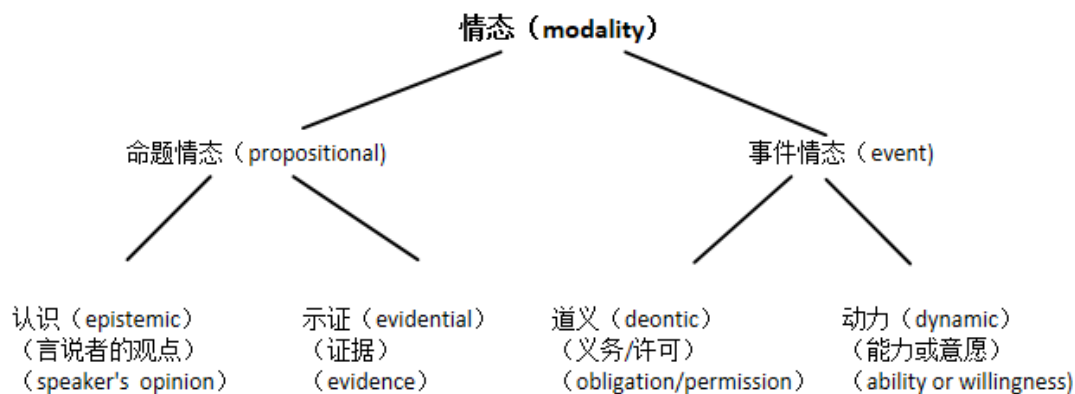 情态（modality）
命题情态（propositional)
事件情态（event)
认识（epistemic）
（言说者的观点）
（speaker's opinion）
示证（evidential）
（证据）
（evidence）
道义（deontic）
（义务/许可）
（obligation/permission）
动力（dynamic）
（能力或意愿）
（ability or willingness)